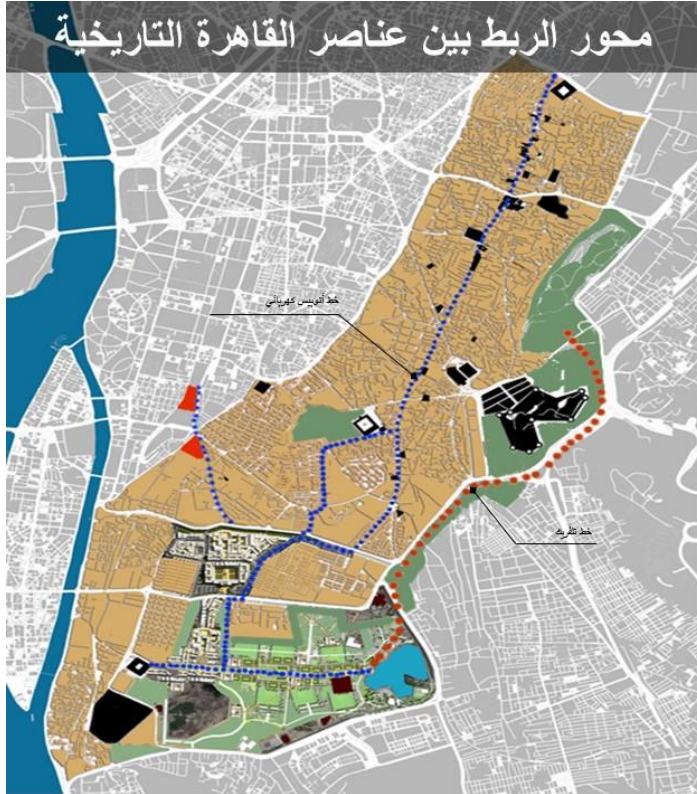 محور الربط بين عناصر القاهرة التاريخية
خط أتوبيس كهربائي
خط تلفريك